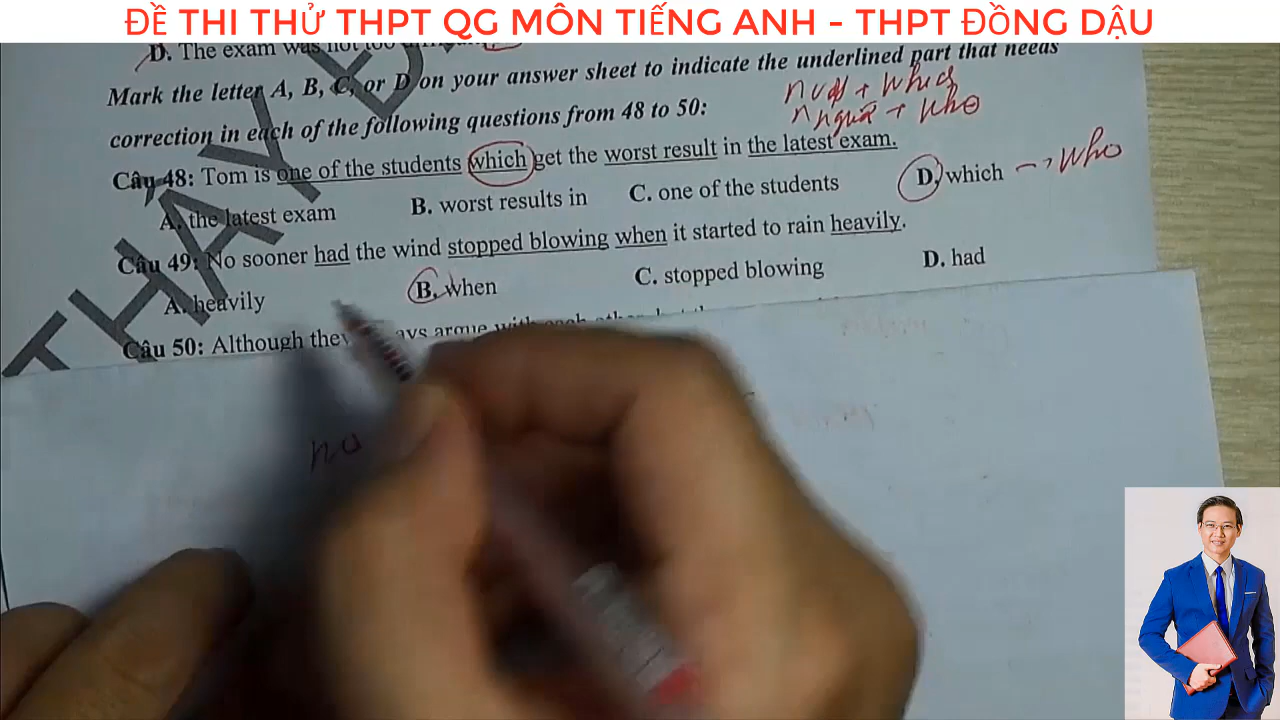 ĐỀ THI THỬ THPT QG MÔN TIẾNG ANH - THPT ĐỒNG DẬU
D. The exam was not too
Mark the letter A, B, C, or D on your answer sheet to indicate the underlined part that needs
correction in each of the following questions from 48 to 50:
which
người + who
Câu 48: Tom is one of the students which get the worst result in the latest exam.
A. the latest exam B. worst results in C. one of the students D. which → who
Câu 49: No sooner had the wind stopped blowing when it started to rain heavily.
A. heavily B. when C. stopped blowing D. had
Câu 50: Although they argue with each other
THAY